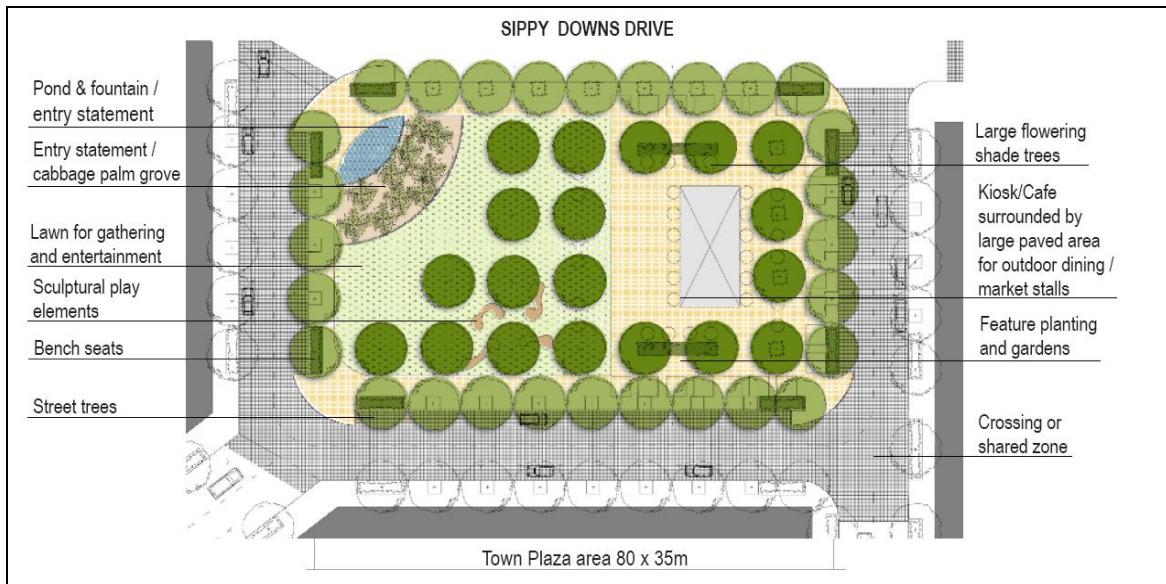 SIPPY DOWNS DRIVE
Pond & fountain /
entry statement
Entry statement /
cabbage palm grove
Lawn for gathering
and entertainment
Sculptural play
elements
Bench seats
Street trees
Large flowering
shade trees
Kiosk/Cafe
surrounded by
large paved area
for outdoor dining /
market stalls
Feature planting
and gardens
Crossing or
shared zone
Town Plaza area 80 x 35m